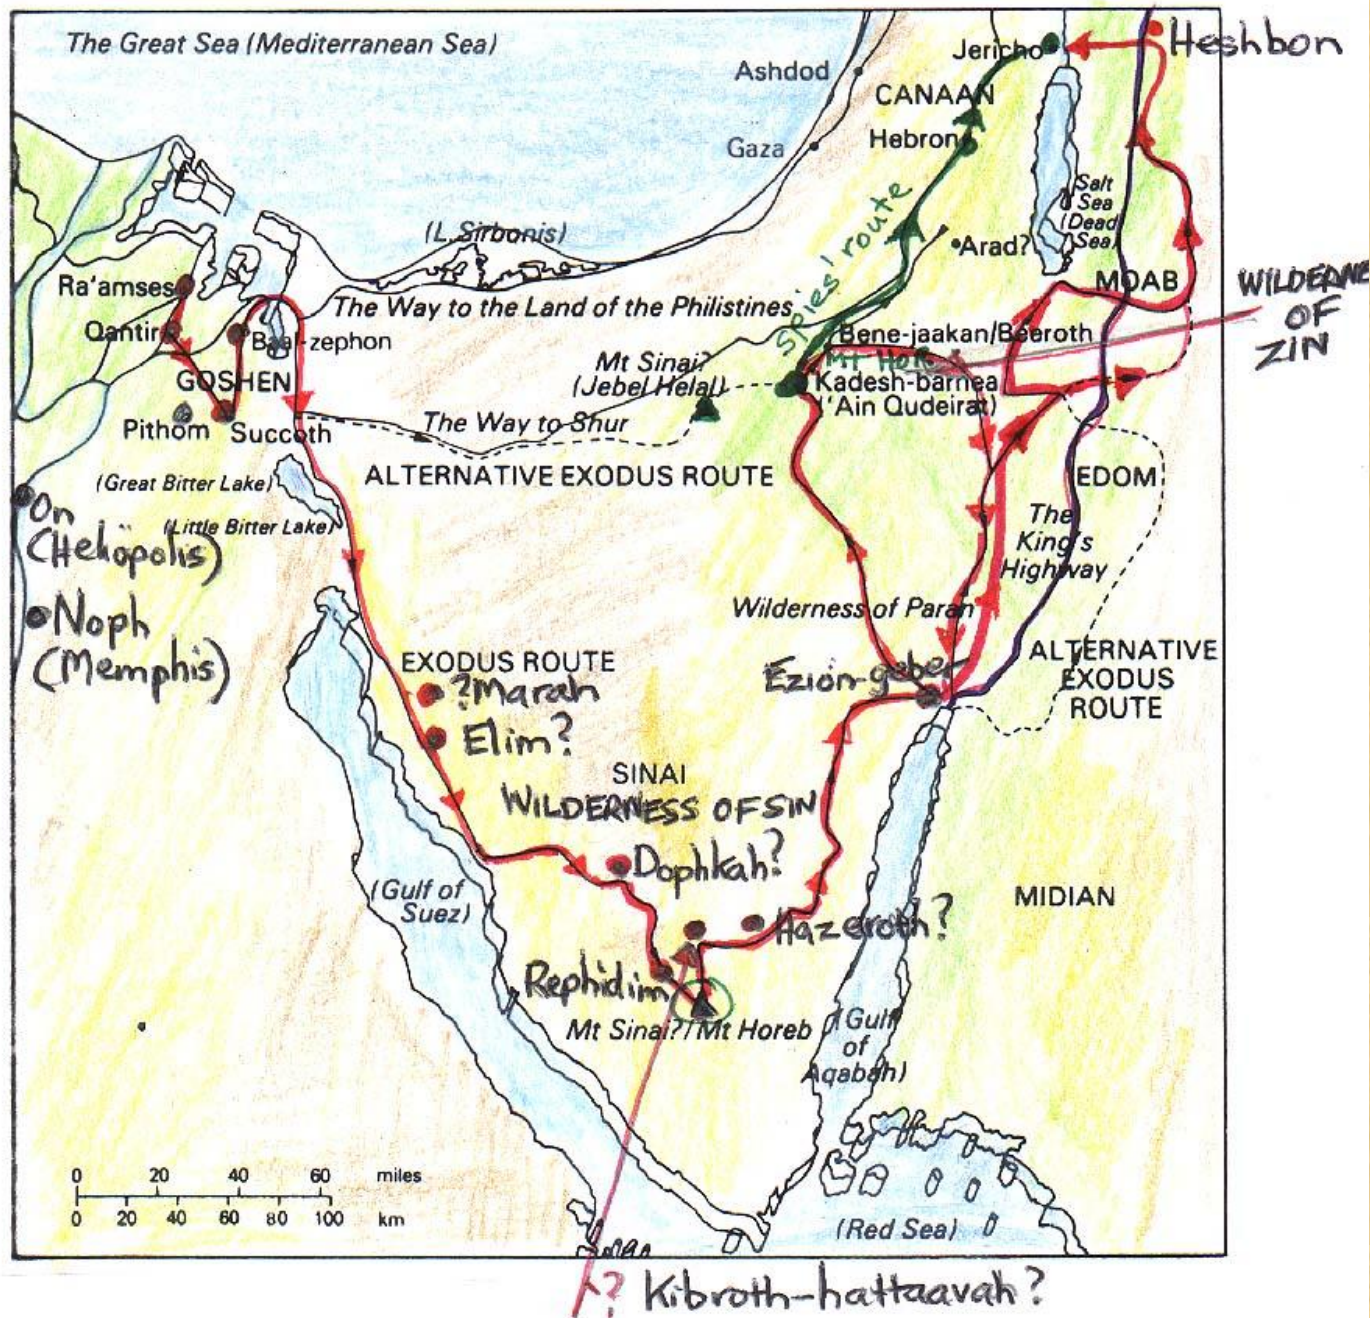 The Great Sea (Mediterranean Sea)
Jericho
Heshbon
Ashdod
CANAAN
Gaza
Hebron
Salt
Sea
(Dead
Sea)
Spies' route
(L. Sirbonis)
Arad?
Ra'amses
MOAB
WILDERNE
OF
ZIN
The Way to the Land of the Philistines
Qantir
Baal-zephon
Bene-jaakan/Beeroth
Mt Sinai?
(Jebel Helal)
Mt HOR
GOSHEN
Kadesh-barnea
('Ain Qudeirat)
Pithom
Succoth
The Way to Shur
(Great Bitter Lake)
ALTERNATIVE EXODUS ROUTE
EDOM
On
(Heliopolis)
(Little Bitter Lake)
The
King's
Highway
Noph
(Memphis)
Wilderness of Paran
EXODUS ROUTE
ALTERNATIVE
EXODUS
ROUTE
?Marah
Ezion-geber
Elim?
SINAI
WILDERNESS OF SIN
Dophkah?
(Gulf of
Suez)
MIDIAN
Hazeroth?
Rephidim
Mt Sinai?/Mt Horeb
(Gulf
of
Aqabah)
0 20 40 60 miles
0 20 40 60 80 100 km
(Red Sea)
? Kibroth-hattaavah?